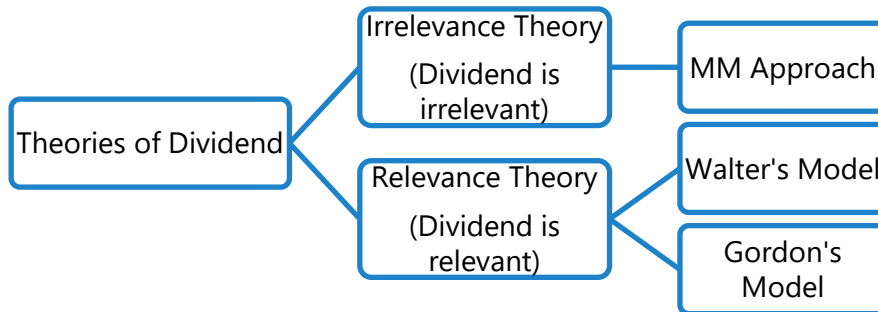 Theories of Dividend
Irrelevance Theory
(Dividend is
irrelevant)
MM Approach
Relevance Theory
(Dividend is
relevant)
Walter's Model
Gordon's
Model